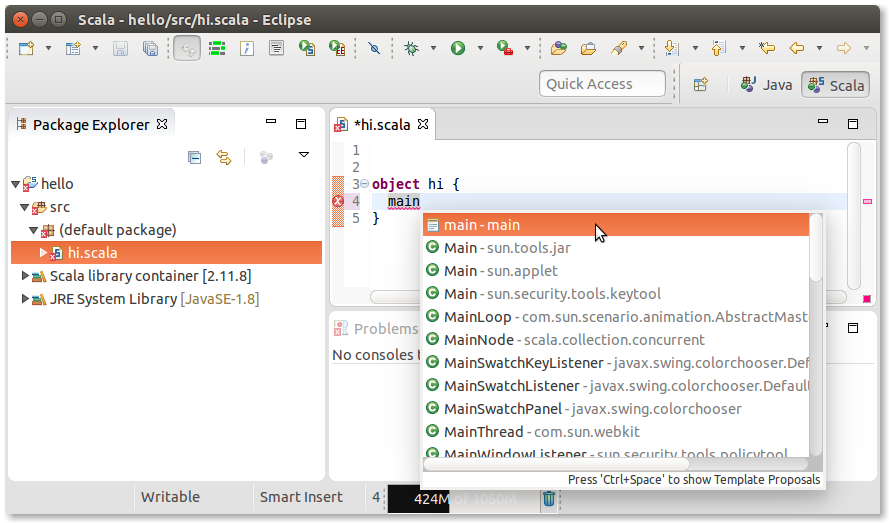 Scala - hello/src/hi.scala - Eclipse
Quick Access
Java
Scala
Package Explorer
hello
src
(default package)
hi.scala
Scala library container [2.11.8]
JRE System Library [JavaSE-1.8]
*hi.scala
1
2
3 object hi {
4 main
5 }
main - main
Main - sun.tools.jar
Main - sun.applet
Main - sun.security.tools.keytool
MainLoop - com.sun.scenario.animation.AbstractMast
MainNode - scala.collection.concurrent
MainSwatchKeyListener - javax.swing.colorchooser.Def
MainSwatchListener - javax.swing.colorchooser.Default
MainSwatchPanel - javax.swing.colorchooser
MainThread - com.sun.webkit
MainWindowListener - sun.security.tools.policytool
Press 'Ctrl+Space' to show Template Proposals
Problems
No consoles t
Writable
Smart Insert
4
424M of 1050M